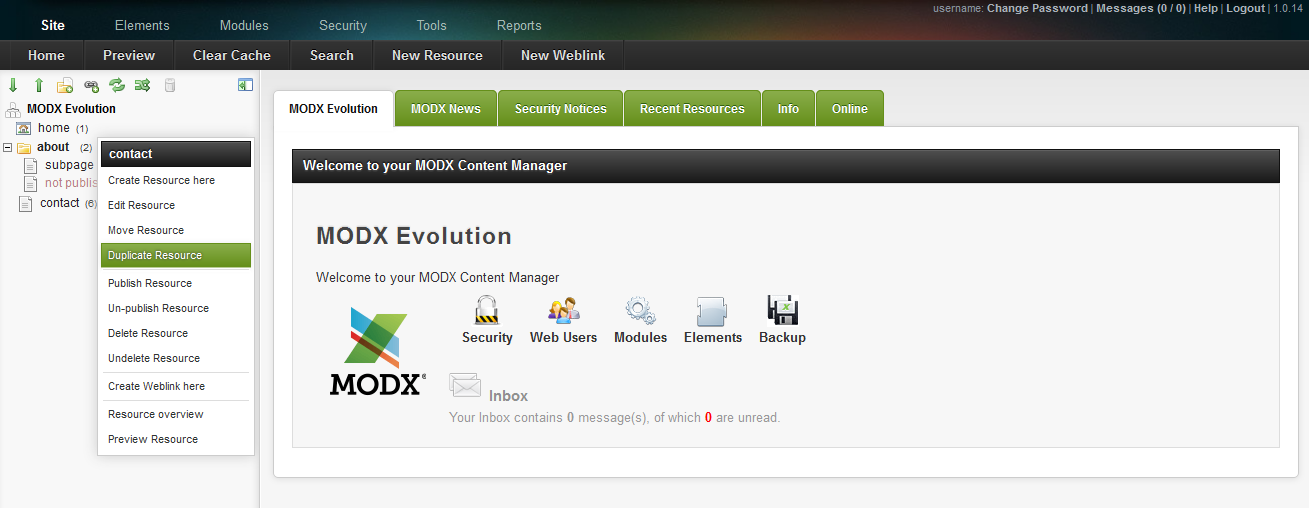 username: Change Password | Messages (0 / 0) | Help | Logout | 1.0.14
Site Elements Modules Security Tools Reports
Home Preview Clear Cache Search New Resource New Weblink
MODX Evolution
home (1)
about (2)
subpage
not publis
contact (6)
contact
Create Resource here
Edit Resource
Move Resource
Duplicate Resource
Publish Resource
Un-publish Resource
Delete Resource
Undelete Resource
Create Weblink here
Resource overview
Preview Resource
MODX Evolution MODX News Security Notices Recent Resources Info Online
Welcome to your MODX Content Manager
MODX Evolution
Welcome to your MODX Content Manager
MODX®
Security Web Users Modules Elements Backup
Inbox
Your Inbox contains 0 message(s), of which 0 are unread.